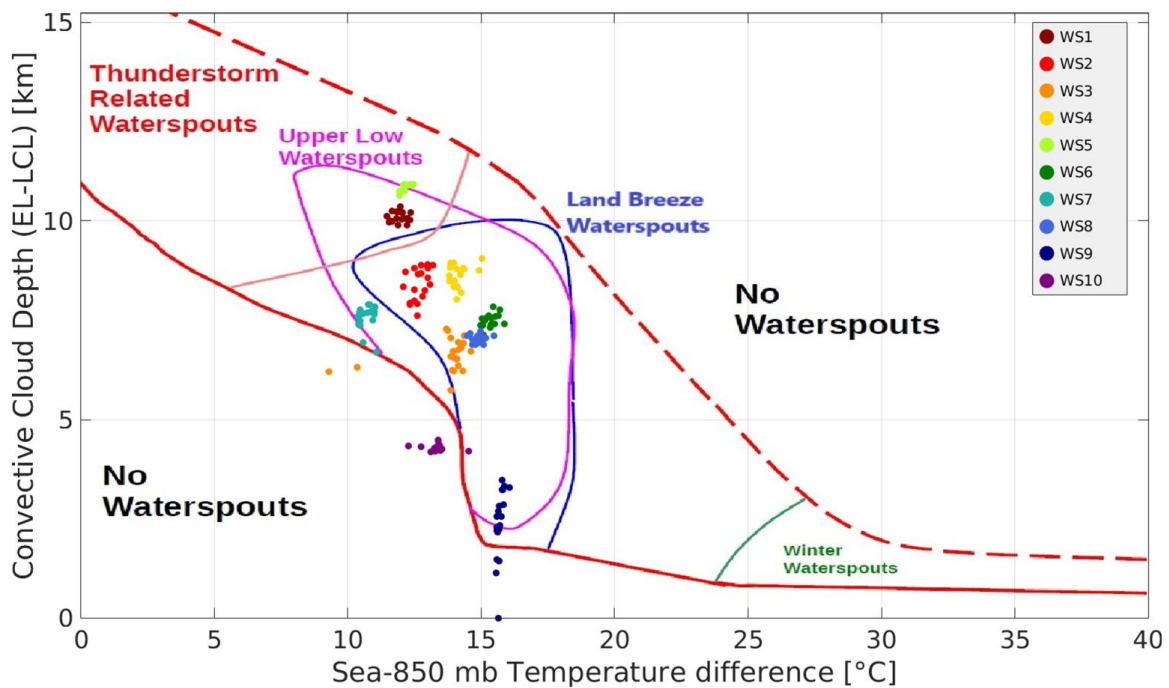 15
10
5
0
Convective Cloud Depth (EL-LCL) [km]
Thunderstorm
Related
Waterspouts
Upper Low
Waterspouts
Land Breeze
Waterspouts
No
Waterspouts
No
Waterspouts
Winter
Waterspouts
WS1
WS2
WS3
WS4
WS5
WS6
WS7
WS8
WS9
WS10
0 5 10 15 20 25 30 35 40
Sea-850 mb Temperature difference [°C]